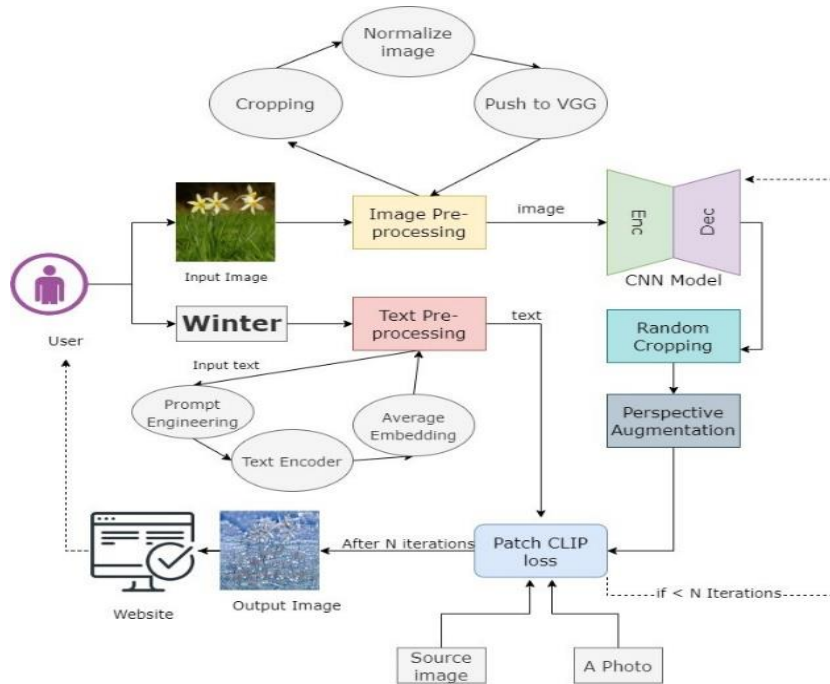 Normalize
image
Cropping
Push to VGG
Image Pre-
processing
image
Enc
Dec
CNN Model
Input Image
User
Winter
Text Pre-
processing
text
Input text
Prompt
Engineering
Text Encoder
Average
Embedding
Random
Cropping
Perspective
Augmentation
Patch CLIP
loss
After N iterations
if < N Iterations
Output Image
Website
Source
image
A Photo